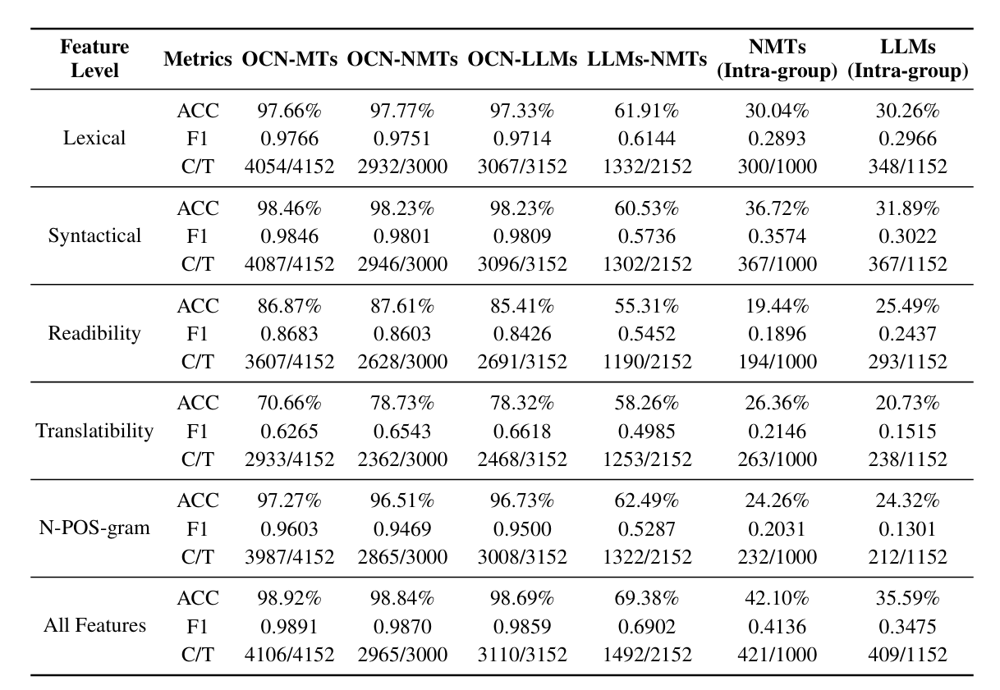 Feature Level Metrics OCN-MTs OCN-NMTs OCN-LLMs LLMs-NMTs NMTs (Intra-group) LLMs (Intra-group)
Lexical ACC 97.66% 97.77% 97.33% 61.91% 30.04% 30.26%
F1 0.9766 0.9751 0.9714 0.6144 0.2893 0.2966
C/T 4054/4152 2932/3000 3067/3152 1332/2152 300/1000 348/1152
Syntactical ACC 98.46% 98.23% 98.23% 60.53% 36.72% 31.89%
F1 0.9846 0.9801 0.9809 0.5736 0.3574 0.3022
C/T 4087/4152 2946/3000 3096/3152 1302/2152 367/1000 367/1152
Readibility ACC 86.87% 87.61% 85.41% 55.31% 19.44% 25.49%
F1 0.8683 0.8603 0.8426 0.5452 0.1896 0.2437
C/T 3607/4152 2628/3000 2691/3152 1190/2152 194/1000 293/1152
Translatibility ACC 70.66% 78.73% 78.32% 58.26% 26.36% 20.73%
F1 0.6265 0.6543 0.6618 0.4985 0.2146 0.1515
C/T 2933/4152 2362/3000 2468/3152 1253/2152 263/1000 238/1152
N-POS-gram ACC 97.27% 96.51% 96.73% 62.49% 24.26% 24.32%
F1 0.9603 0.9469 0.9500 0.5287 0.2031 0.1301
C/T 3987/4152 2865/3000 3008/3152 1322/2152 232/1000 212/1152
All Features ACC 98.92% 98.84% 98.69% 69.38% 42.10% 35.59%
F1 0.9891 0.9870 0.9859 0.6902 0.4136 0.3475
C/T 4106/4152 2965/3000 3110/3152 1492/2152 421/1000 409/1152